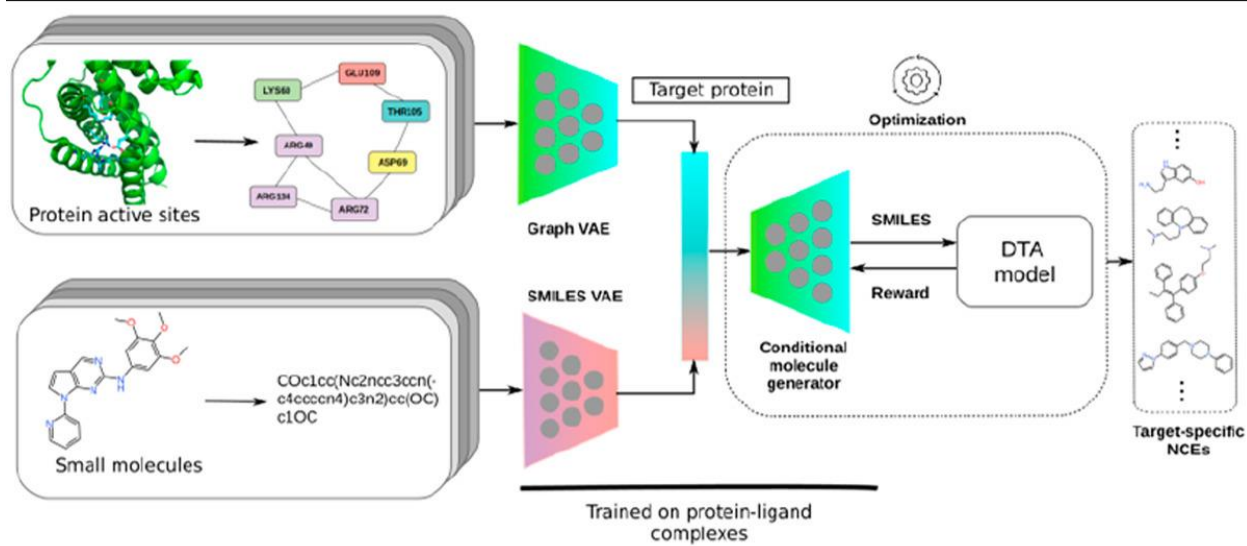 Protein active sites
LYS68
GLU109
THR105
ARG49
ASP69
ARG134
ARG72
Graph VAE
Target protein
Optimization
SMILES
DTA
model
Reward
Conditional
molecule
generator
Target-specific
NCEs
Small molecules
COc1cc(Nc2ncc3ccn(-
c4ccccn4)c3n2)cc(OC)
c1OC
SMILES VAE
Trained on protein-ligand
complexes